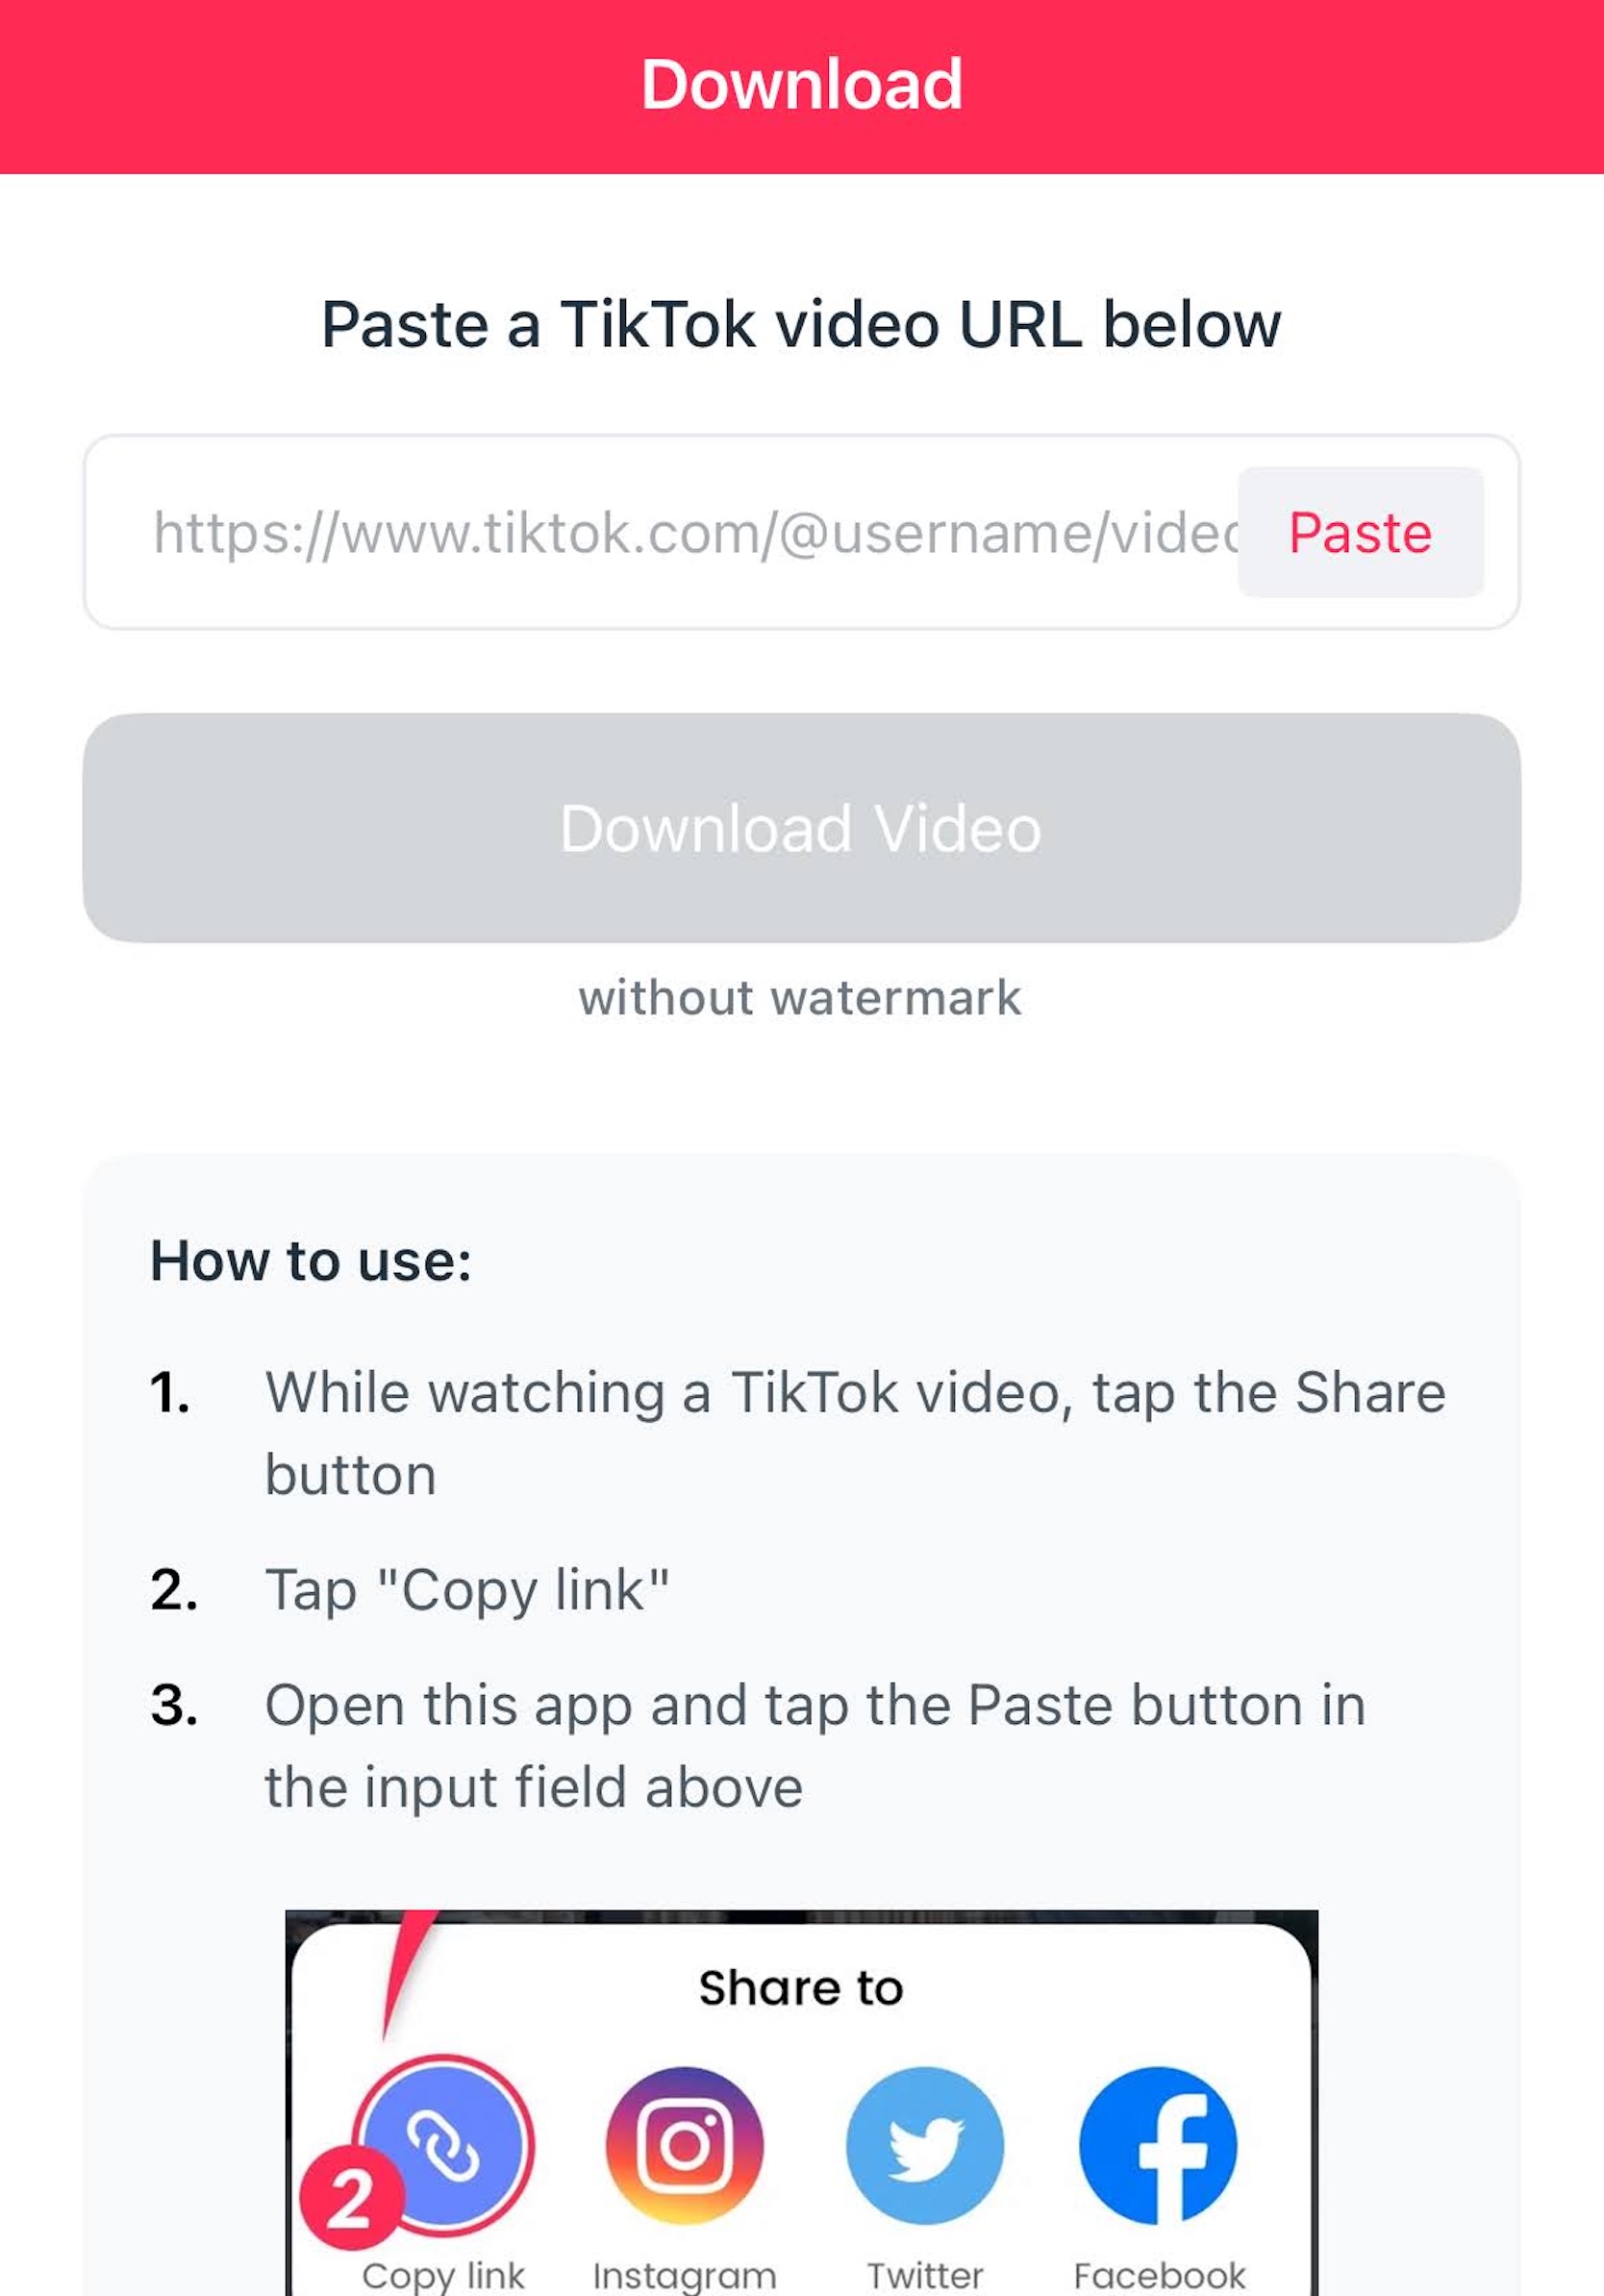 Download
Paste a TikTok video URL below
https://www.tiktok.com/@username/video
Paste
Download Video
without watermark
How to use:
1. While watching a TikTok video, tap the Share
button
2. Tap "Copy link"
3. Open this app and tap the Paste button in
the input field above
Share to
2
Copy link Instagram Twitter Facebook